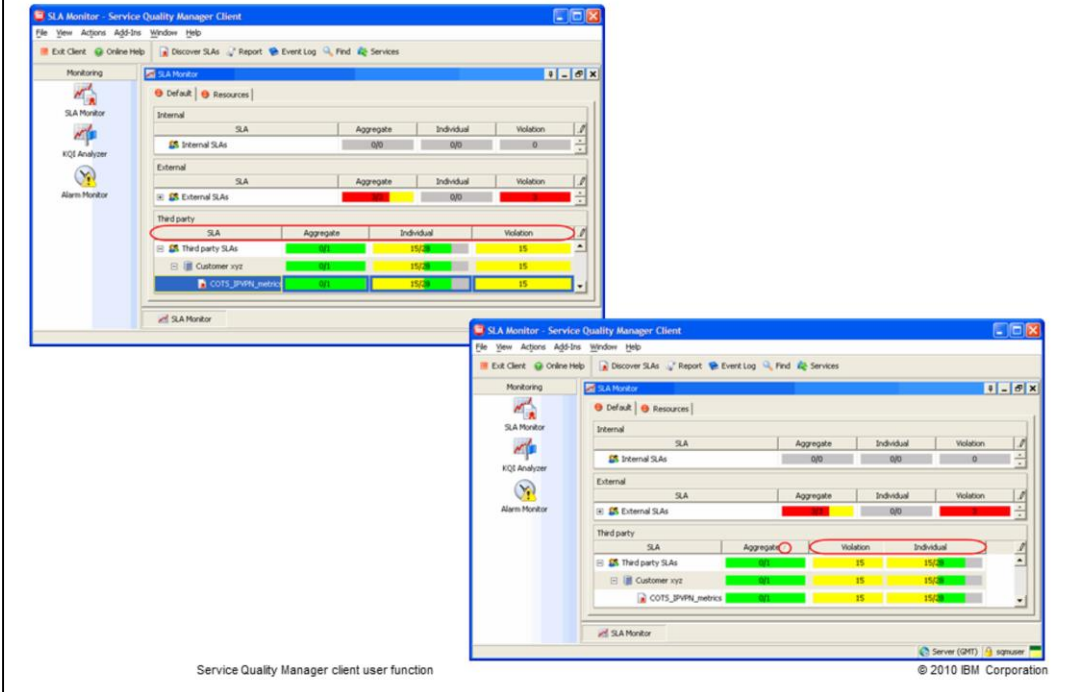 SLA Monitor - Service Quality Manager Client
File View Actions Add-Ins Window Help
Exit Client Online Help Discover SLAs Report Event Log Find Services
Monitoring
SLA Monitor
KQI Analyzer
Alarm Monitor
SLA Monitor
Default Resources
Internal
SLA Aggregate Individual Violation
Internal SLAs 0/0 0/0 0
External
SLA Aggregate Individual Violation
External SLAs 0/0
Third party
SLA Aggregate Individual Violation
Third party SLAs 0/1 15/28 15
Customer xyz 0/1 15/28 15
COTS_IPVPN_metrics 0/1 15/28 15
SLA Monitor
SLA Monitor - Service Quality Manager Client
File View Actions Add-Ins Window Help
Exit Client Online Help Discover SLAs Report Event Log Find Services
Monitoring
SLA Monitor
KQI Analyzer
Alarm Monitor
SLA Monitor
Default Resources
Internal
SLA Aggregate Individual Violation
Internal SLAs 0/0 0/0 0
External
SLA Aggregate Individual Violation
External SLAs 0/0
Third party
SLA Aggregate Violation Individual
Third party SLAs 0/1 15 15/28
Customer xyz 0/1 15 15/28
COTS_IPVPN_metrics 0/1 15 15/28
SLA Monitor
Server (GMT) sqmuser
Service Quality Manager client user function
© 2010 IBM Corporation